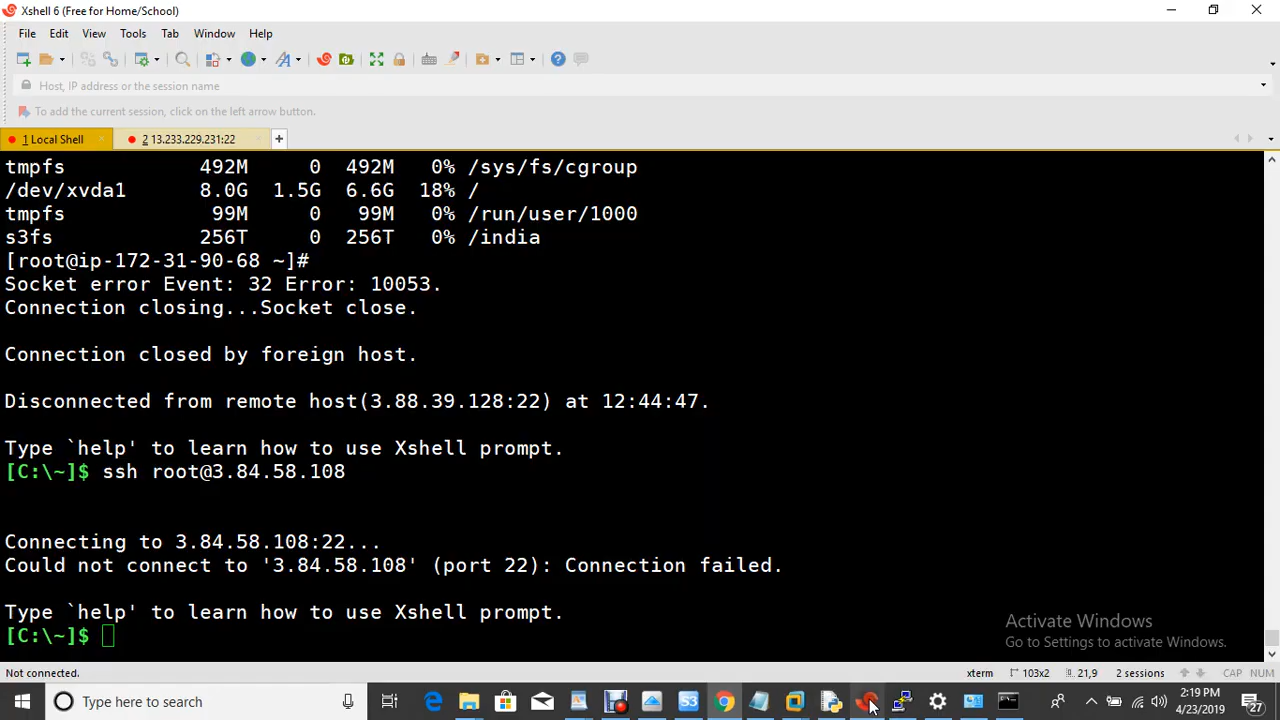 Xshell 6 (Free for Home/School)
File Edit View Tools Tab Window Help
Host, IP address or the session name
To add the current session, click on the left arrow button.
1 Local Shell 2 13.233.229.231:22
tmpfs 492M 0 492M 0% /sys/fs/cgroup
/dev/xvda1 8.0G 1.5G 6.6G 18% /
tmpfs 99M 0 99M 0% /run/user/1000
s3fs 256T 0 256T 0% /india
[root@ip-172-31-90-68 ~]#
Socket error Event: 32 Error: 10053.
Connection closing...Socket close.
Connection closed by foreign host.
Disconnected from remote host(3.88.39.128:22) at 12:44:47.
Type `help' to learn how to use Xshell prompt.
[C:\~]$ ssh root@3.84.58.108
Connecting to 3.84.58.108:22...
Could not connect to '3.84.58.108' (port 22): Connection failed.
Type `help' to learn how to use Xshell prompt.
[C:\~]$
Activate Windows
Go to Settings to activate Windows.
Not connected. xterm 103x2 21,9 2 sessions CAP NUM
Type here to search
S3
2:19 PM
4/23/2019
27